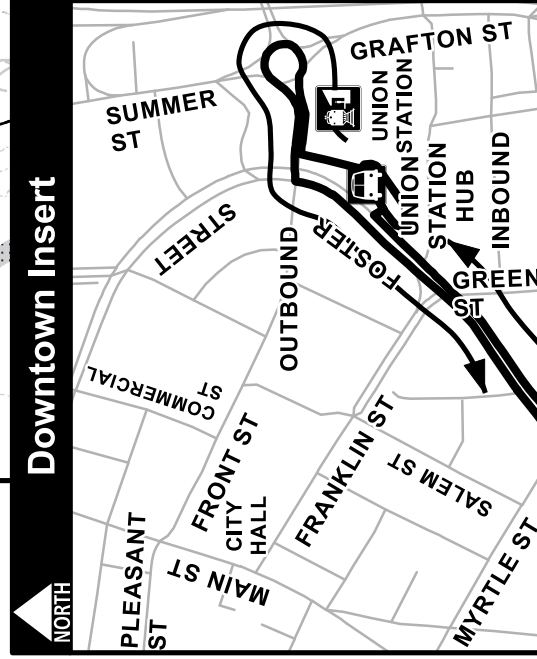 Downtown Insert
NORTH
GRAFTON ST
SUMMER
ST
UNION
STATION
UNION
STATION
HUB
INBOUND
FOSTER
STREET
OUTBOUND
GREEN
ST
COMMERCIAL
ST
FRONT ST
CITY
HALL
FRANKLIN ST
SALEM ST
PLEASANT
ST
MAIN ST
MYRTLE ST